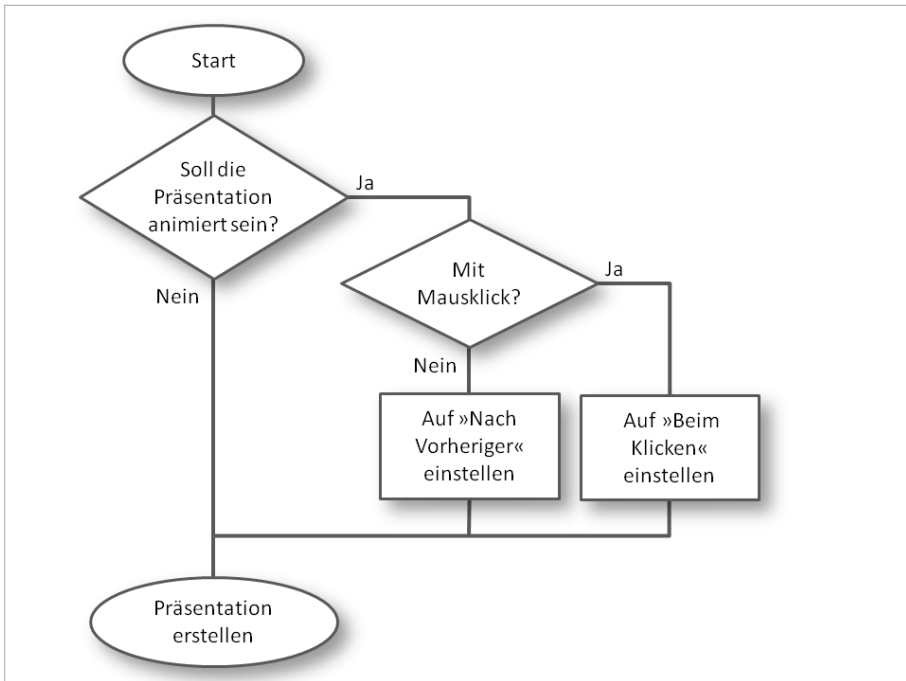 Start
Soll die
Präsentation
animiert sein?
Ja
Nein
Mit
Mausklick?
Ja
Nein
Auf »Nach
Vorheriger«
einstellen
Auf »Beim
Klicken«
einstellen
Präsentation
erstellen